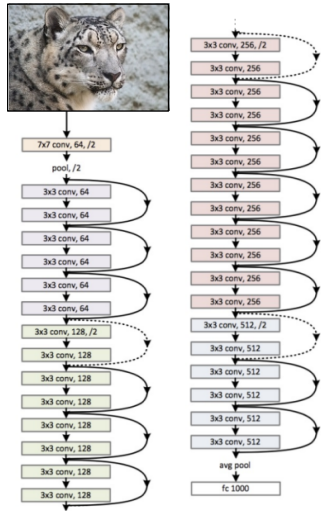 7x7 conv, 64, /2
pool, /2
3x3 conv, 64
3x3 conv, 64
3x3 conv, 64
3x3 conv, 64
3x3 conv, 64
3x3 conv, 64
3x3 conv, 128, /2
3x3 conv, 128
3x3 conv, 128
3x3 conv, 128
3x3 conv, 128
3x3 conv, 128
3x3 conv, 128
3x3 conv, 128
3x3 conv, 256, /2
3x3 conv, 256
3x3 conv, 256
3x3 conv, 256
3x3 conv, 256
3x3 conv, 256
3x3 conv, 256
3x3 conv, 256
3x3 conv, 256
3x3 conv, 256
3x3 conv, 256
3x3 conv, 256
3x3 conv, 512, /2
3x3 conv, 512
3x3 conv, 512
3x3 conv, 512
3x3 conv, 512
3x3 conv, 512
avg pool
fc 1000